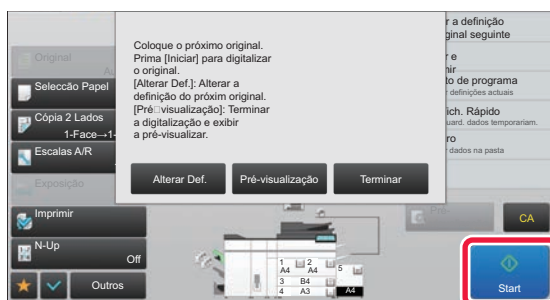 Coloque o próximo original.
Prima [Iniciar] para digitalizar
o original.
[Alterar Def.]: Alterar a
definição do próxim original.
[Pré□visualização]: Terminar
a digitalização e exibir
a pré-visualizar.
Alterar Def.
Pré-visualização
Terminar
Original
Selecção Papel
Cópia 2 Lados
1-Face→1-
Escalas A/R
Exposição
Imprimir
N-Up
Off
Outros
r a definição
ginal seguinte
r e
nir
to de programa
r definições actuais
ich. Rápido
uard. dados temporariam.
ro
dados na pasta
CA
Start
1
A4
2
A4
3
B4
4
A3
5
A4